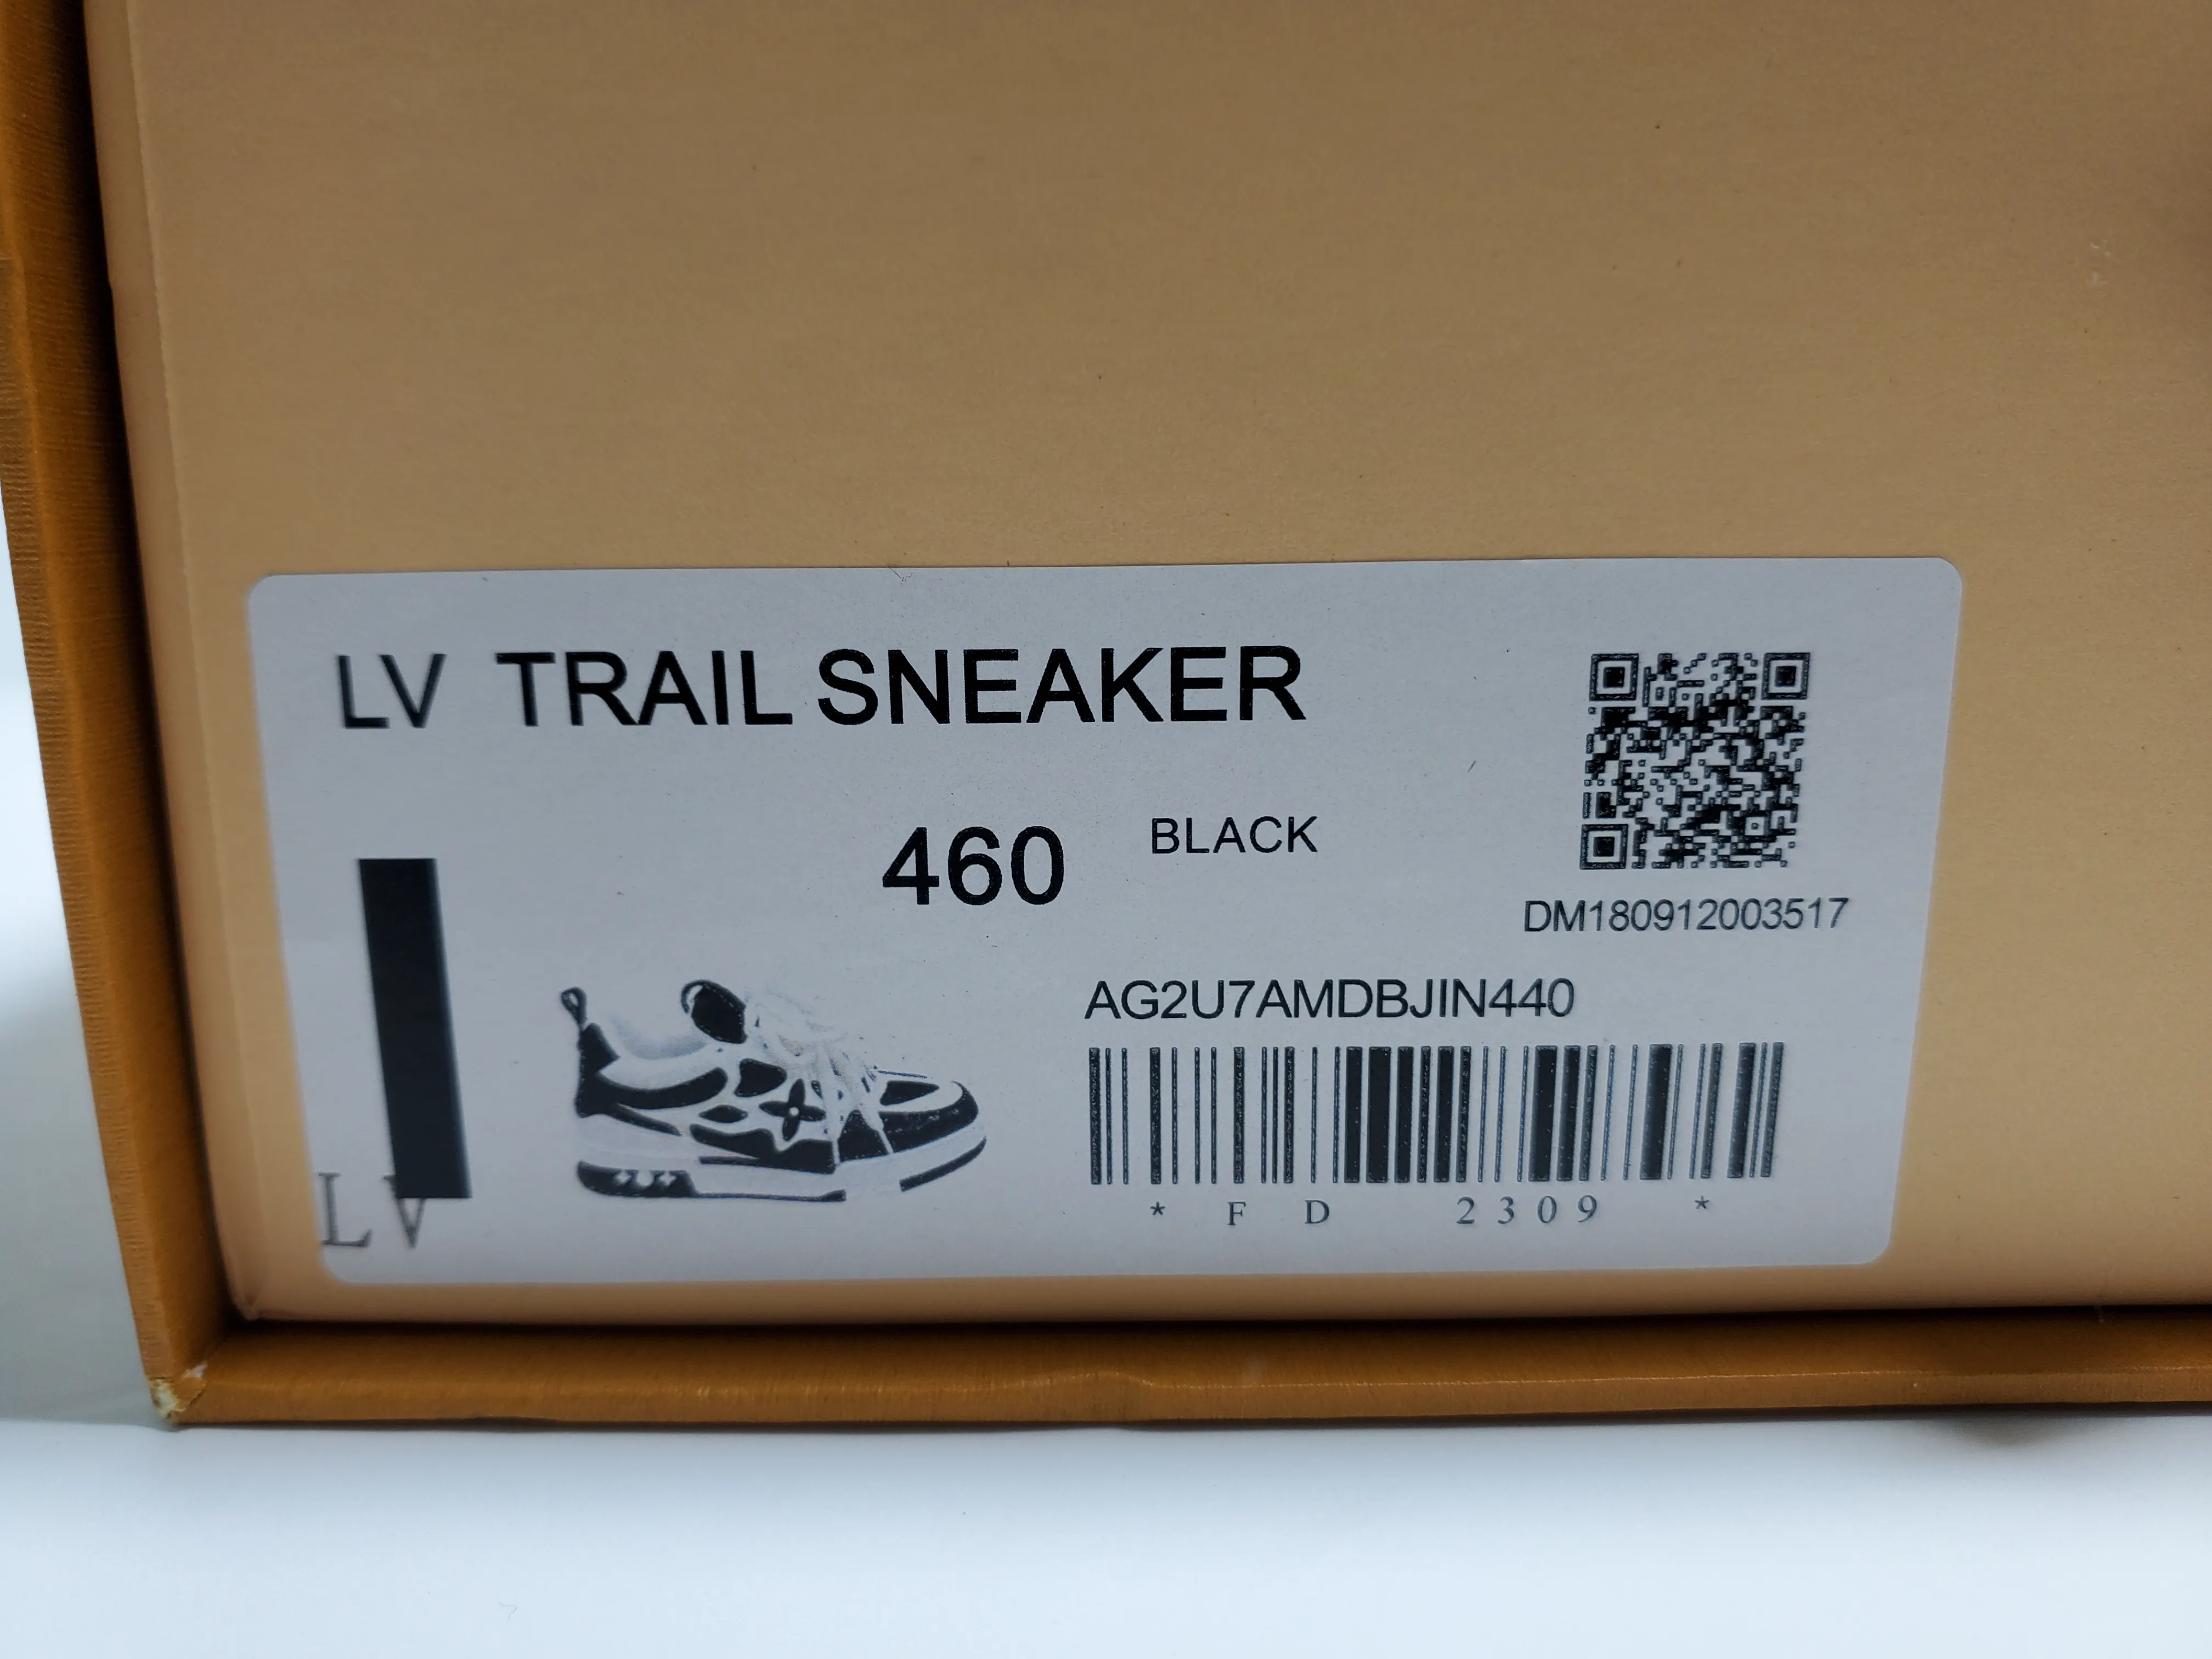 LV TRAIL SNEAKER
460 BLACK
DM180912003517
AG2U7AMDBJIN440
* F D 2309 *
LV